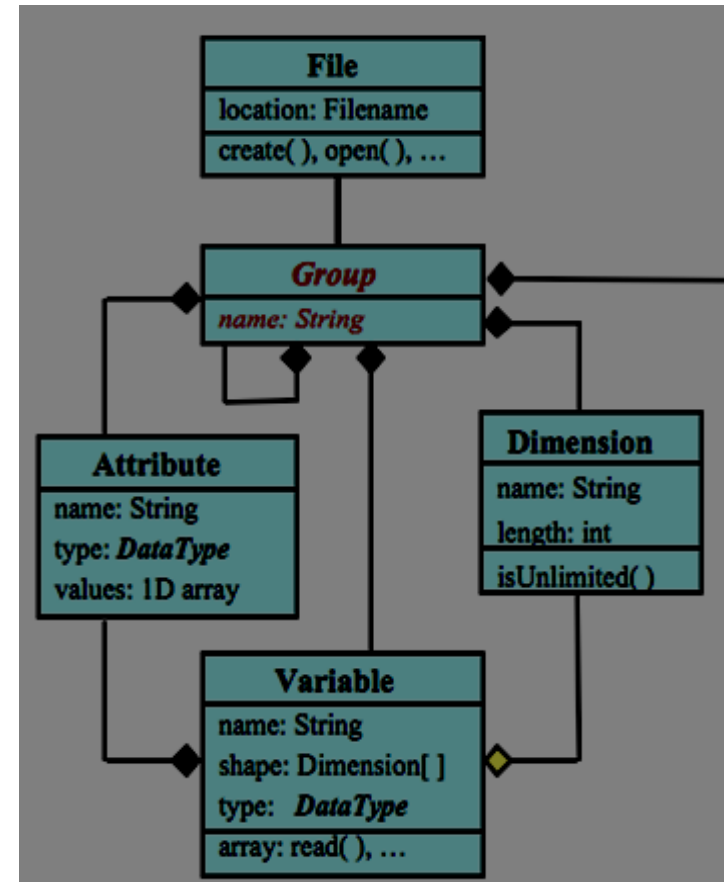 File
location: Filename
create( ), open( ), ...
Group
name: String
Attribute
name: String
type: DataType
values: 1D array
Dimension
name: String
length: int
isUnlimited( )
Variable
name: String
shape: Dimension[ ]
type: DataType
array: read( ), ...